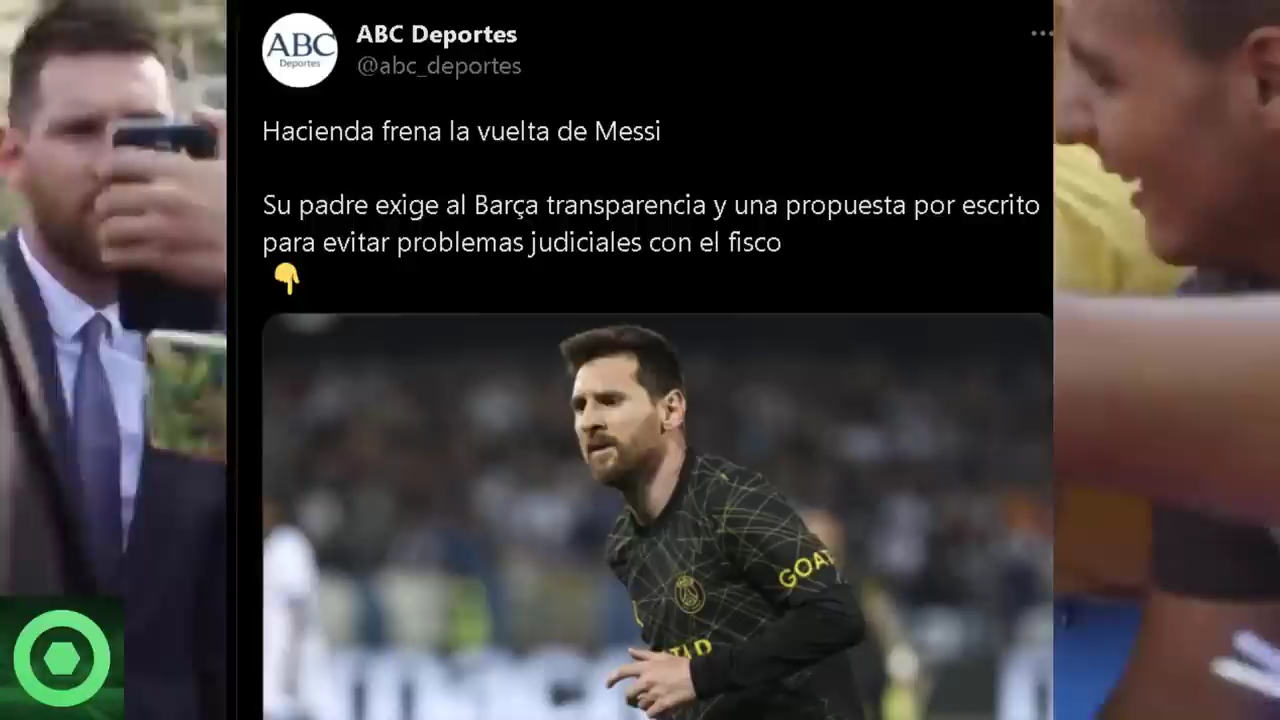 ABC
Deportes
ABC Deportes
@abc_deportes
Hacienda frena la vuelta de Messi
Su padre exige al Barça transparencia y una propuesta por escrito
para evitar problemas judiciales con el fisco
GOAT